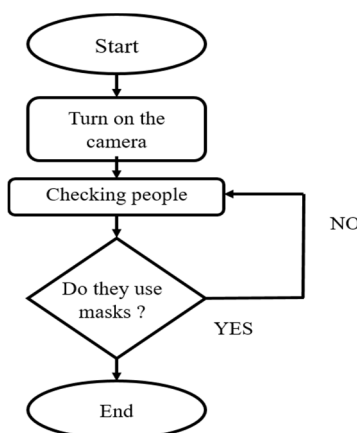 Start
Turn on the
camera
Checking people
NO
Do they use
masks ?
YES
End